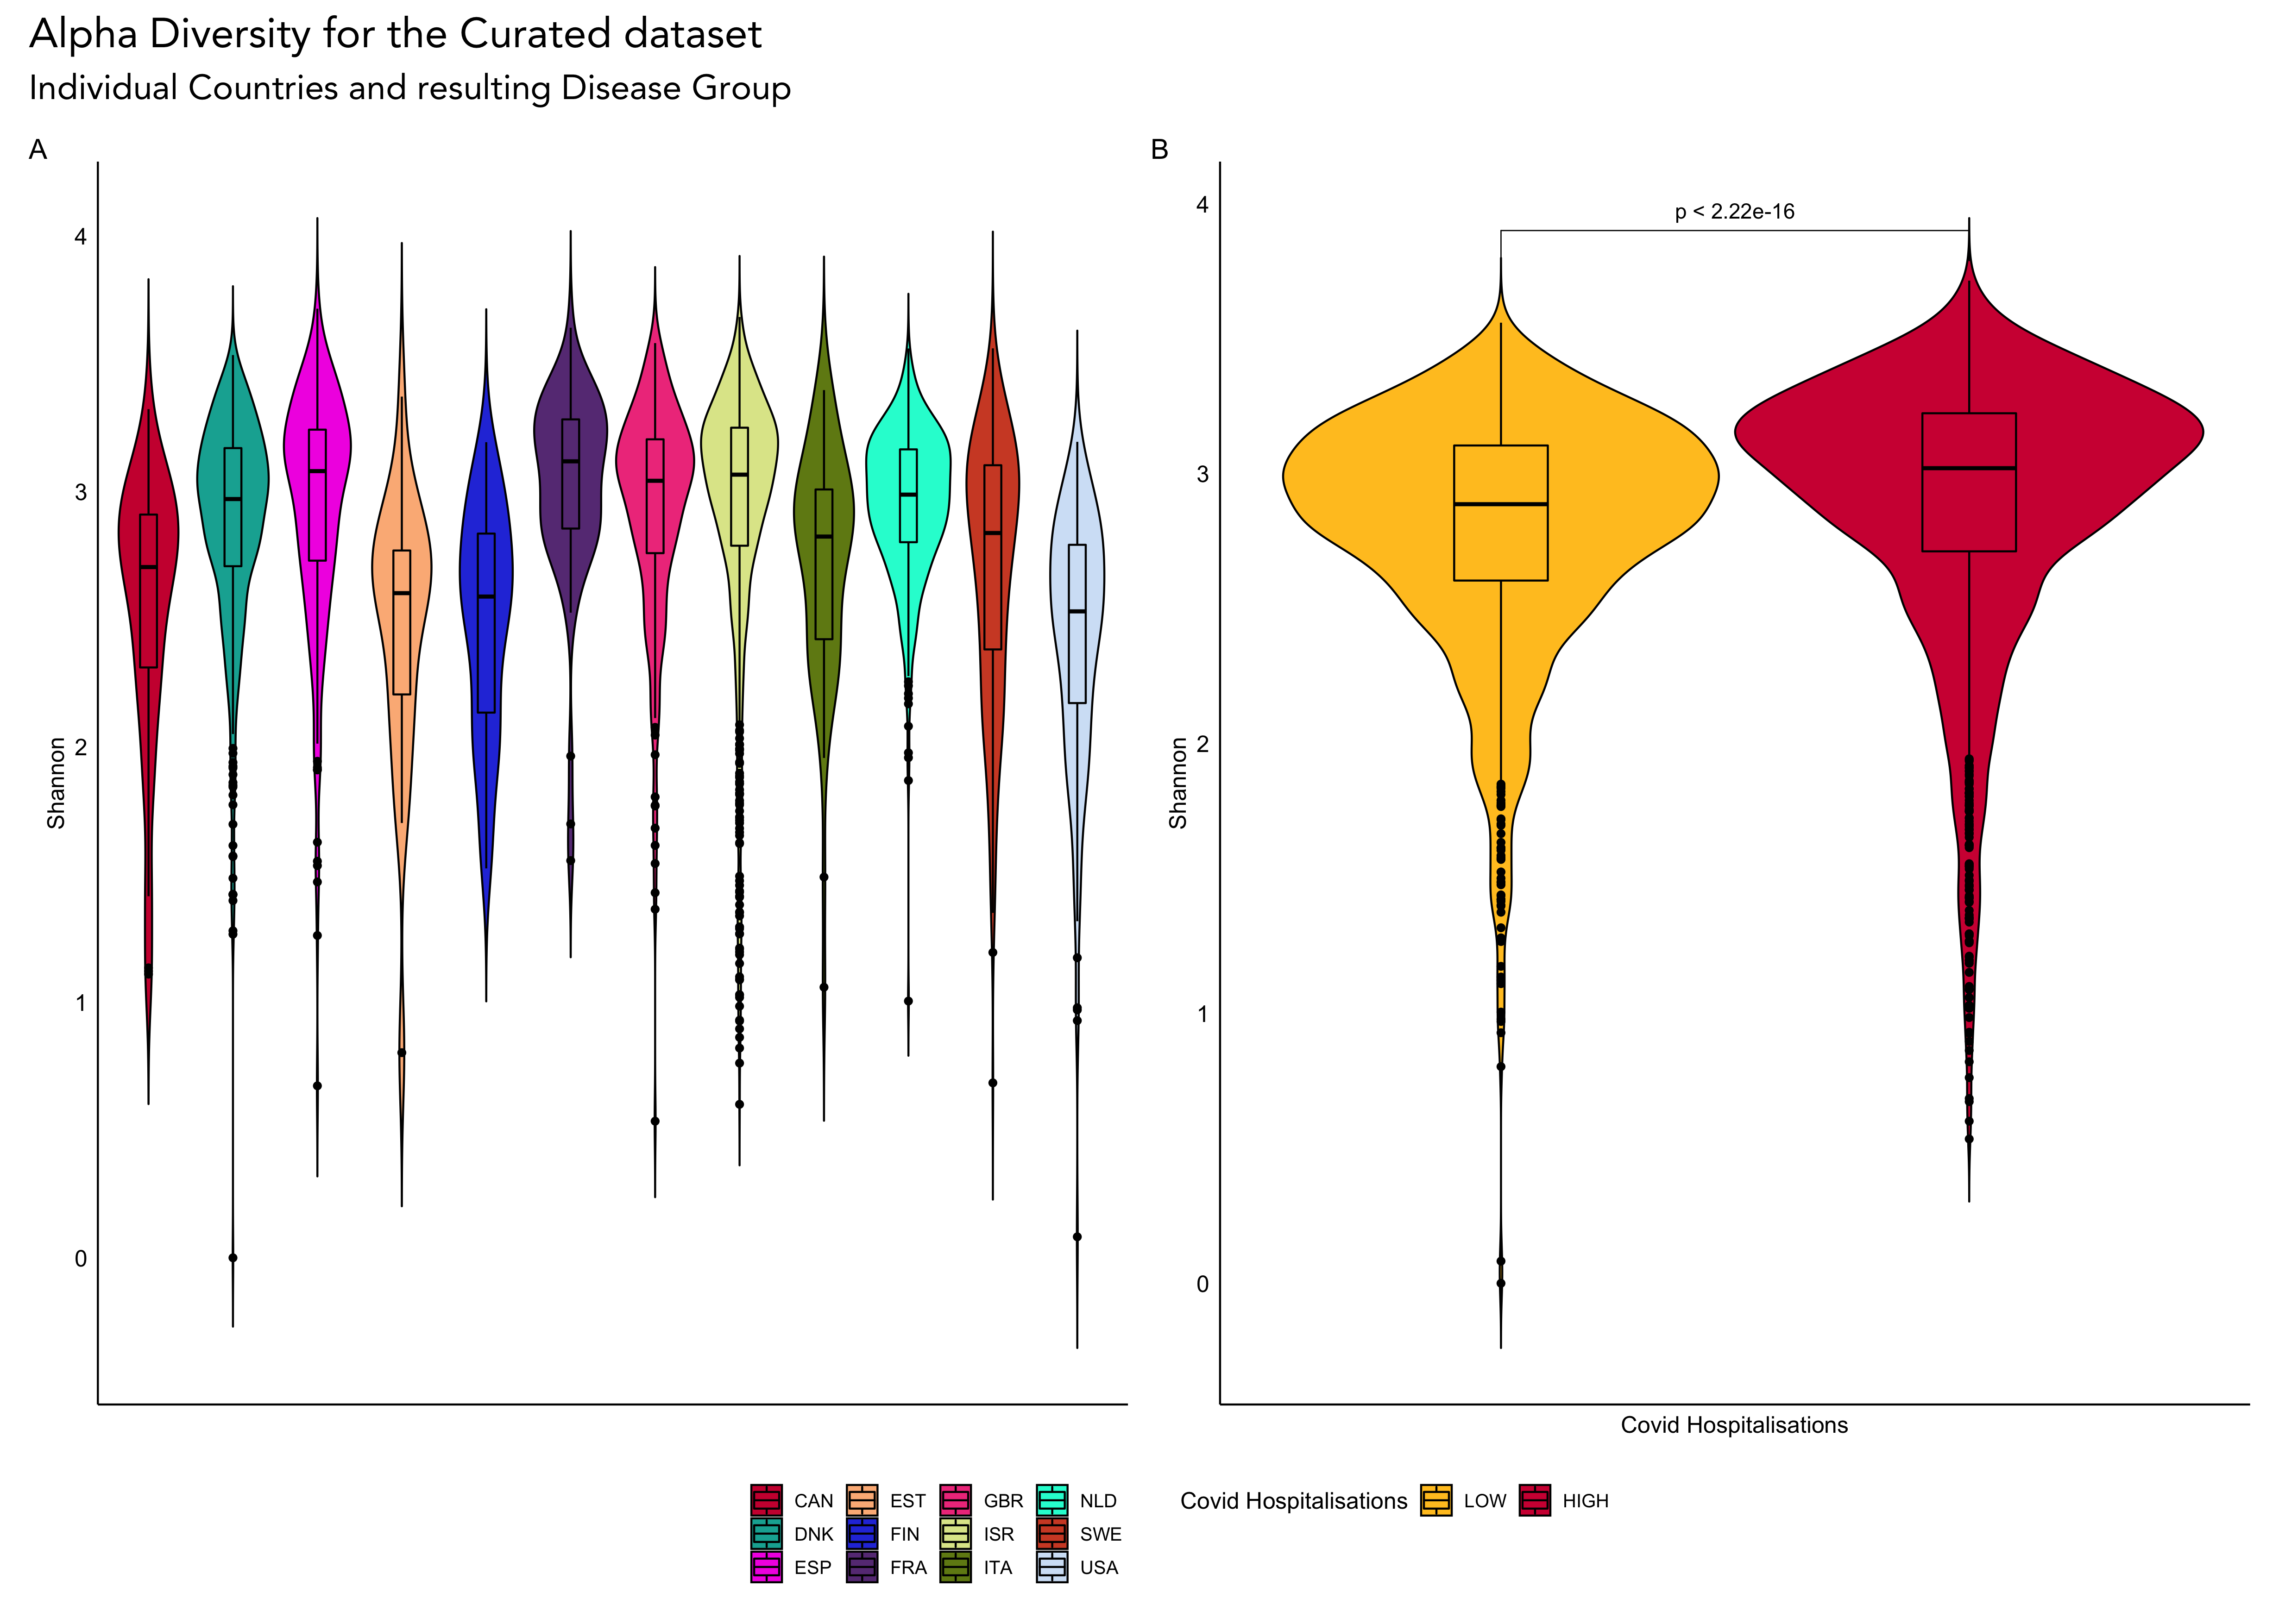 Alpha Diversity for the Curated dataset
Individual Countries and resulting Disease Group
A
4
3
2
1
0
Shannon
B
4
3
2
1
0
Shannon
p < 2.22e-16
Covid Hospitalisations
CAN EST GBR NLD
DNK FIN ISR SWE
ESP FRA ITA USA
Covid Hospitalisations LOW HIGH